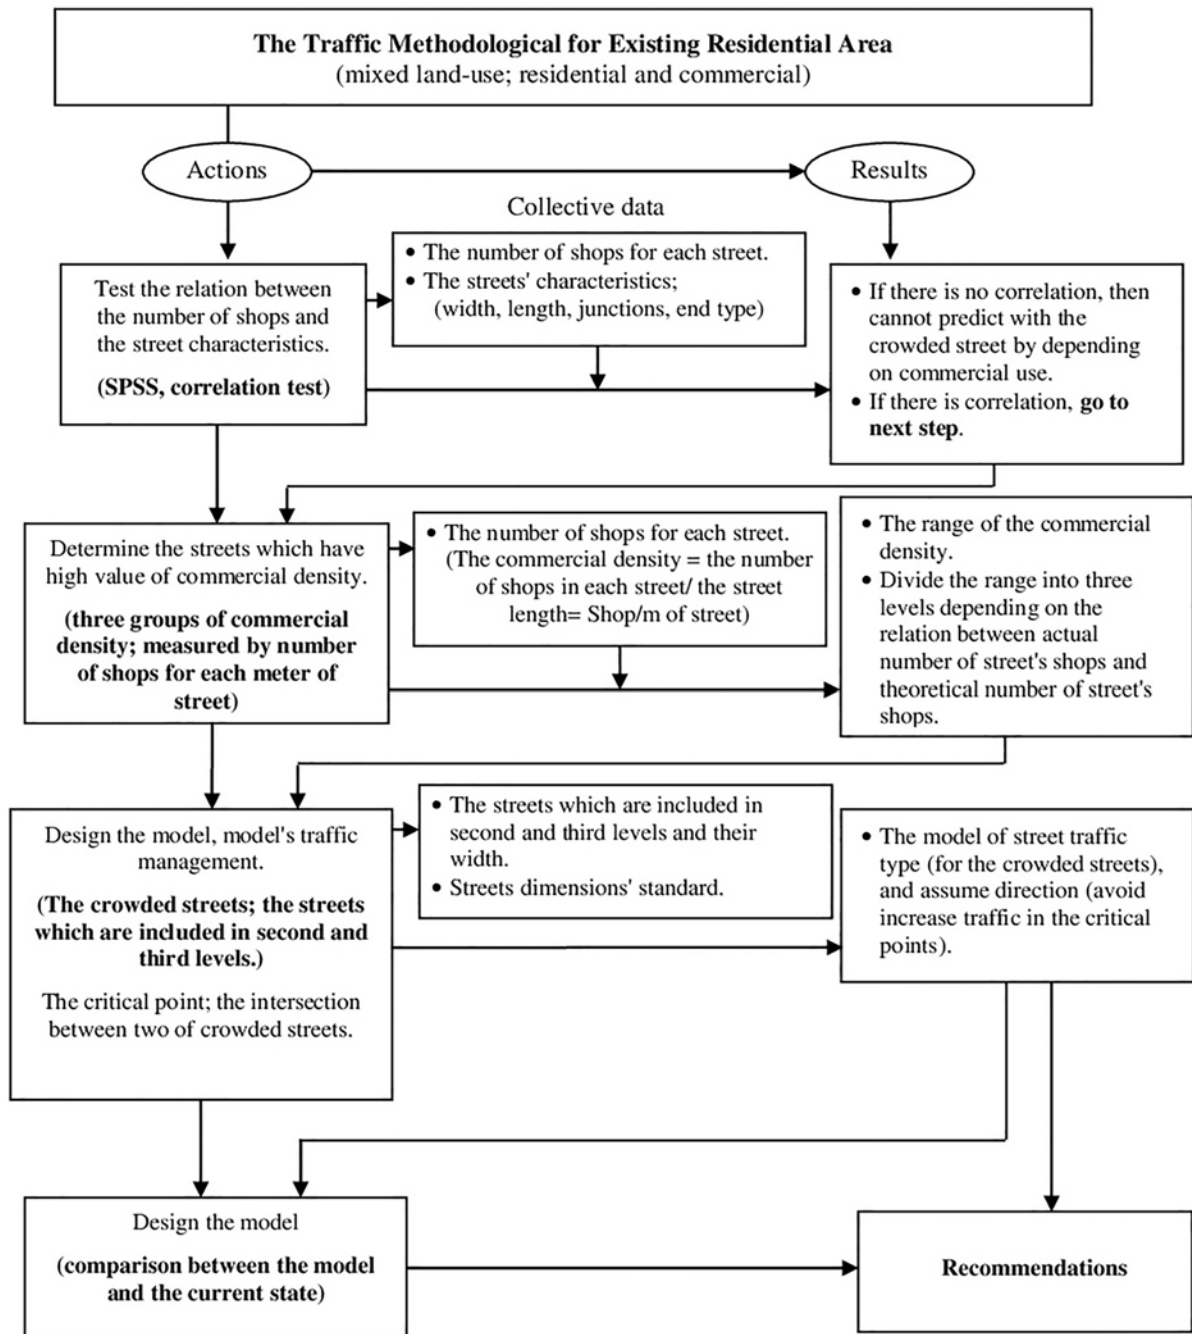 The Traffic Methodological for Existing Residential Area
(mixed land-use; residential and commercial)
Actions
Results
Collective data
Test the relation between
the number of shops and
the street characteristics.
(SPSS, correlation test)
• The number of shops for each street.
• The streets' characteristics;
(width, length, junctions, end type)
• If there is no correlation, then
cannot predict with the
crowded street by depending
on commercial use.
• If there is correlation, go to
next step.
Determine the streets which have
high value of commercial density.
(three groups of commercial
density; measured by number
of shops for each meter of
street)
• The number of shops for each street.
(The commercial density = the number
of shops in each street/ the street
length= Shop/m of street)
• The range of the commercial
density.
• Divide the range into three
levels depending on the
relation between actual
number of street's shops and
theoretical number of street's
shops.
Design the model, model's traffic
management.
(The crowded streets; the streets
which are included in second and
third levels.)
The critical point; the intersection
between two of crowded streets.
• The streets which are included in
second and third levels and their
width.
• Streets dimensions' standard.
• The model of street traffic
type (for the crowded streets),
and assume direction (avoid
increase traffic in the critical
points).
Design the model
(comparison between the model
and the current state)
Recommendations